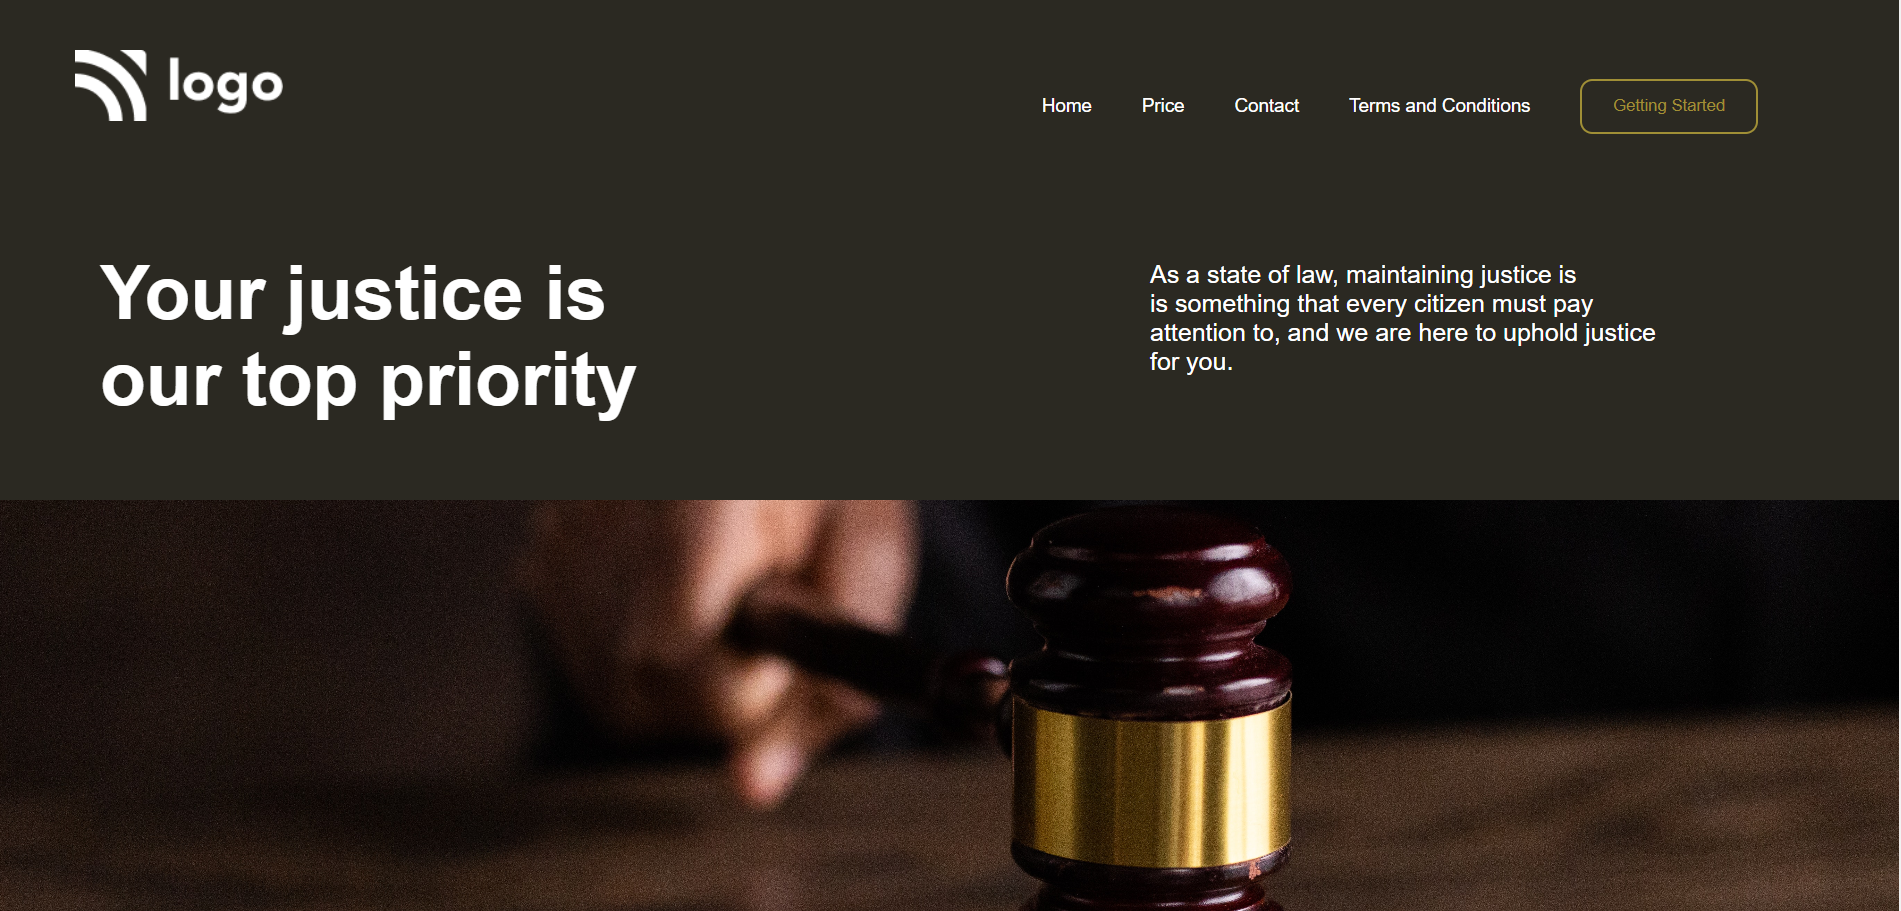 logo
Home Price Contact Terms and Conditions Getting Started
Your justice is
our top priority
As a state of law, maintaining justice is
is something that every citizen must pay
attention to, and we are here to uphold justice
for you.